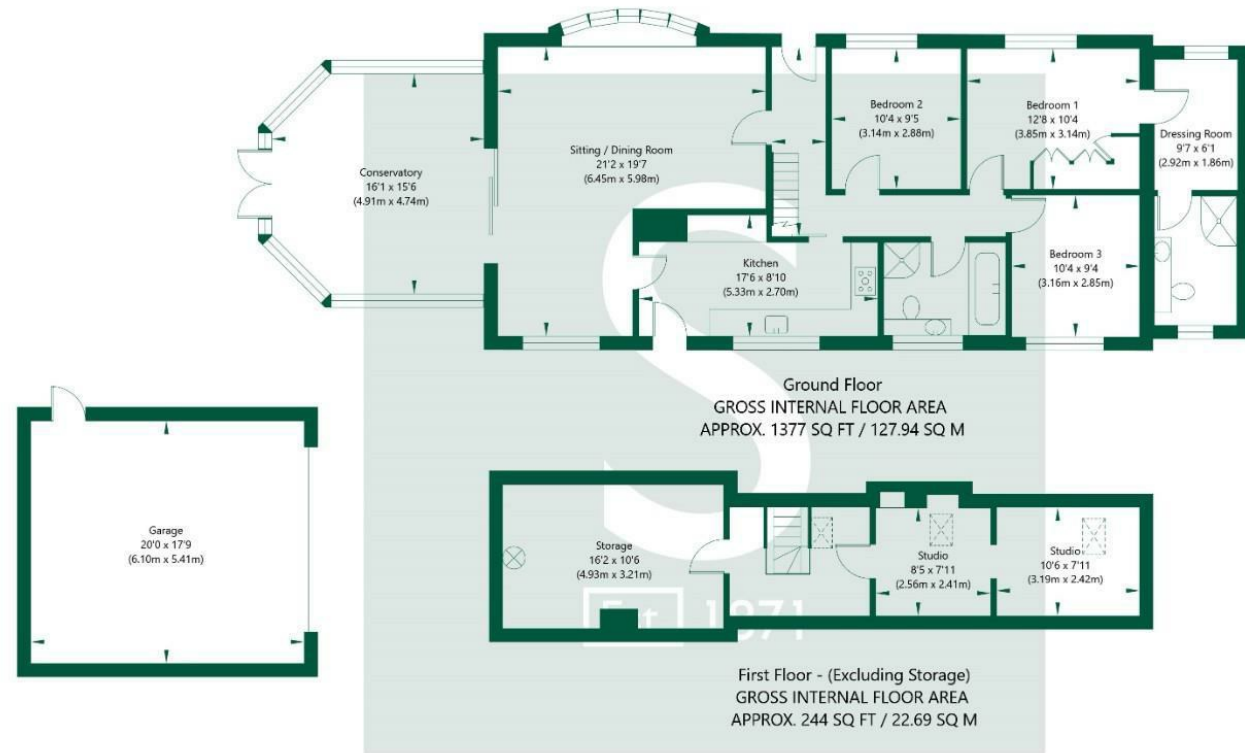 Bedroom 2
10'4 x 9'5
(3.14m x 2.88m)
Bedroom 1
12'8 x 10'4
(3.85m x 3.14m)
Dressing Room
9'7 x 6'1
(2.92m x 1.86m)
Sitting / Dining Room
21'2 x 19'7
(6.45m x 5.98m)
Conservatory
16'1 x 15'6
(4.91m x 4.74m)
Kitchen
17'6 x 8'10
(5.33m x 2.70m)
Bedroom 3
10'4 x 9'4
(3.16m x 2.85m)
S
Ground Floor
GROSS INTERNAL FLOOR AREA
APPROX. 1377 SQ FT / 127.94 SQ M
Garage
20'0 x 17'9
(6.10m x 5.41m)
Storage
16'2 x 10'6
(4.93m x 3.21m)
Studio
8'5 x 7'11
(2.56m x 2.41m)
Studio
10'6 x 7'11
(3.19m x 2.42m)
Est 1871
First Floor - (Excluding Storage)
GROSS INTERNAL FLOOR AREA
APPROX. 244 SQ FT / 22.69 SQ M